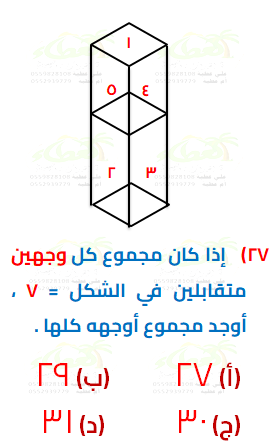 ١
٥ ٤
٢ ٣
٢٧) إذا كان مجموع كل وجهين
متقابلين في الشكل = ٧ ،
أوجد مجموع أوجهه كلها .
(أ) ٢٧ (ب) ٢٩
(ج) ٣٠ (د) ٣١